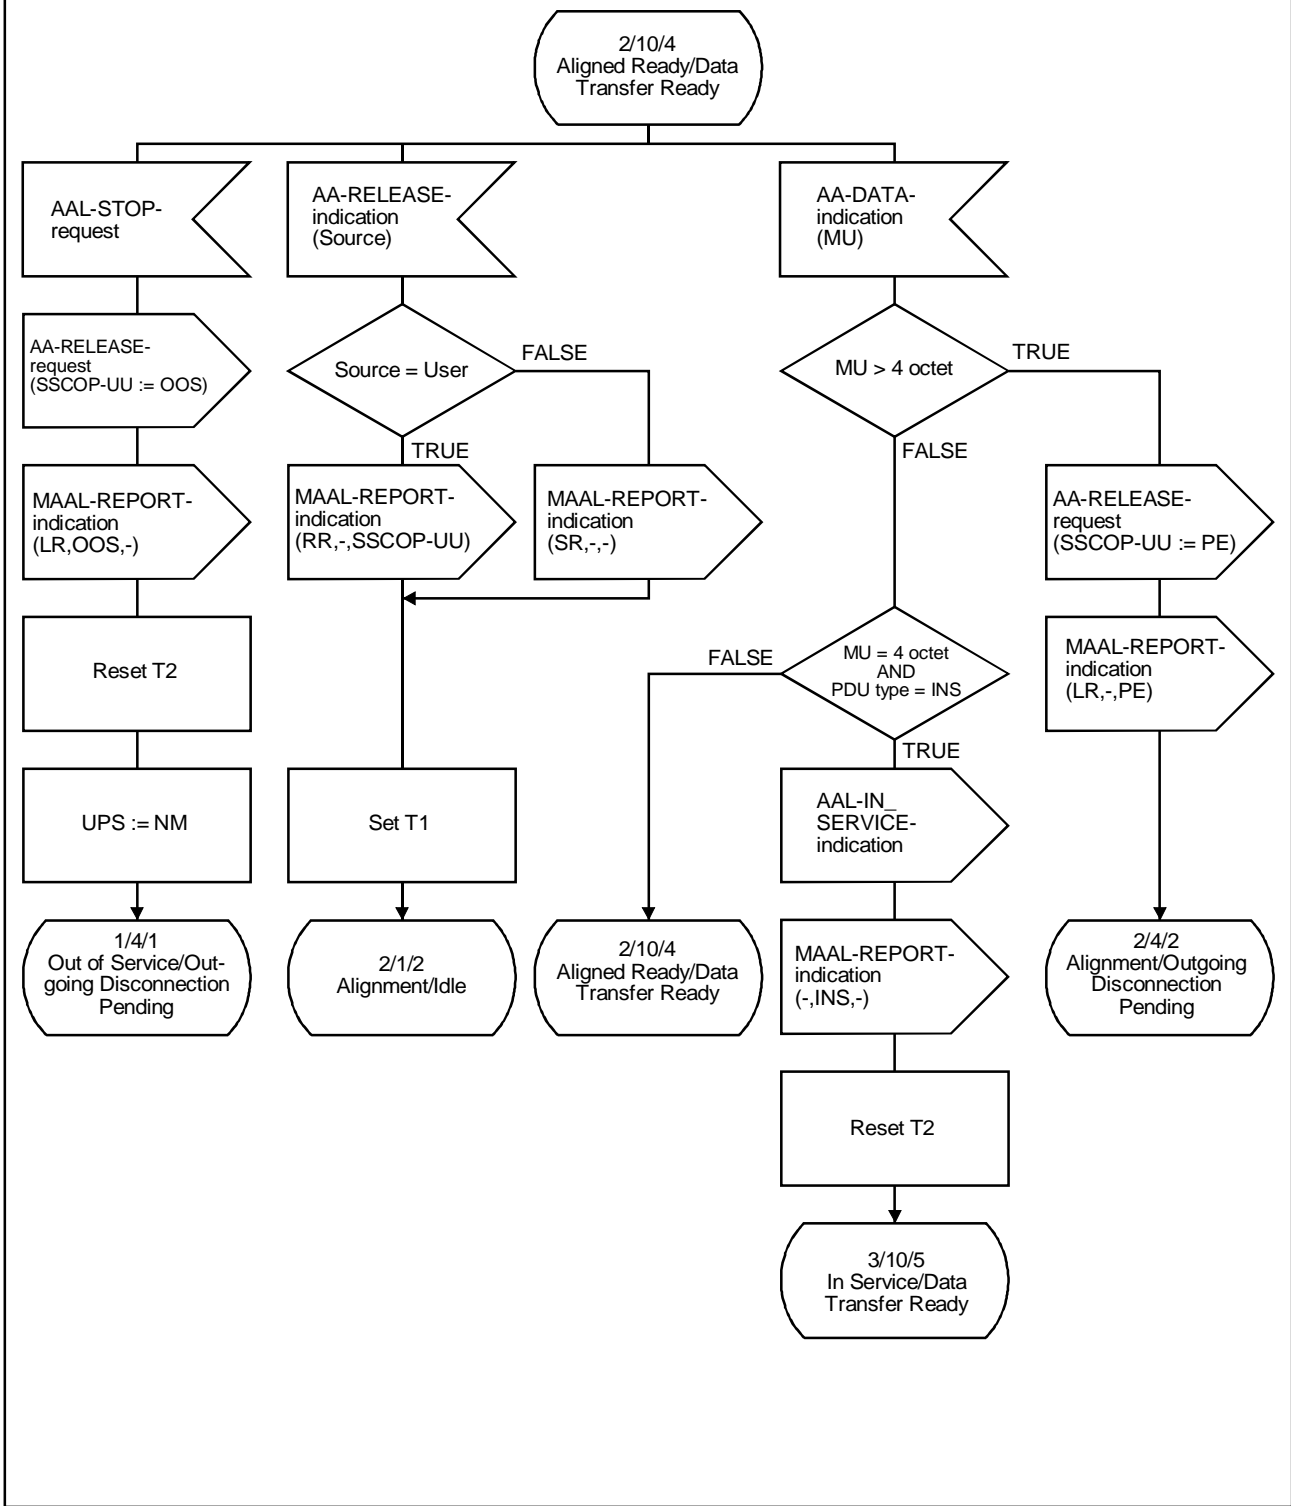 2/10/4
Aligned Ready/Data
Transfer Ready
AAL-STOP-
request
AA-RELEASE-
indication
(Source)
AA-DATA-
indication
(MU)
AA-RELEASE-
request
(SSCOP-UU := OOS)
Source = User
FALSE
TRUE
MU > 4 octet
TRUE
FALSE
MAAL-REPORT-
indication
(LR,OOS,-)
MAAL-REPORT-
indication
(RR,-,SSCOP-UU)
MAAL-REPORT-
indication
(SR,-,-)
AA-RELEASE-
request
(SSCOP-UU := PE)
Reset T2
FALSE
MU = 4 octet
AND
PDU type = INS
TRUE
MAAL-REPORT-
indication
(LR,-,PE)
UPS := NM
Set T1
AAL-IN_
SERVICE-
indication
1/4/1
Out of Service/Out-
going Disconnection
Pending
2/1/2
Alignment/Idle
2/10/4
Aligned Ready/Data
Transfer Ready
MAAL-REPORT-
indication
(-,INS,-)
2/4/2
Alignment/Outgoing
Disconnection
Pending
Reset T2
3/10/5
In Service/Data
Transfer Ready